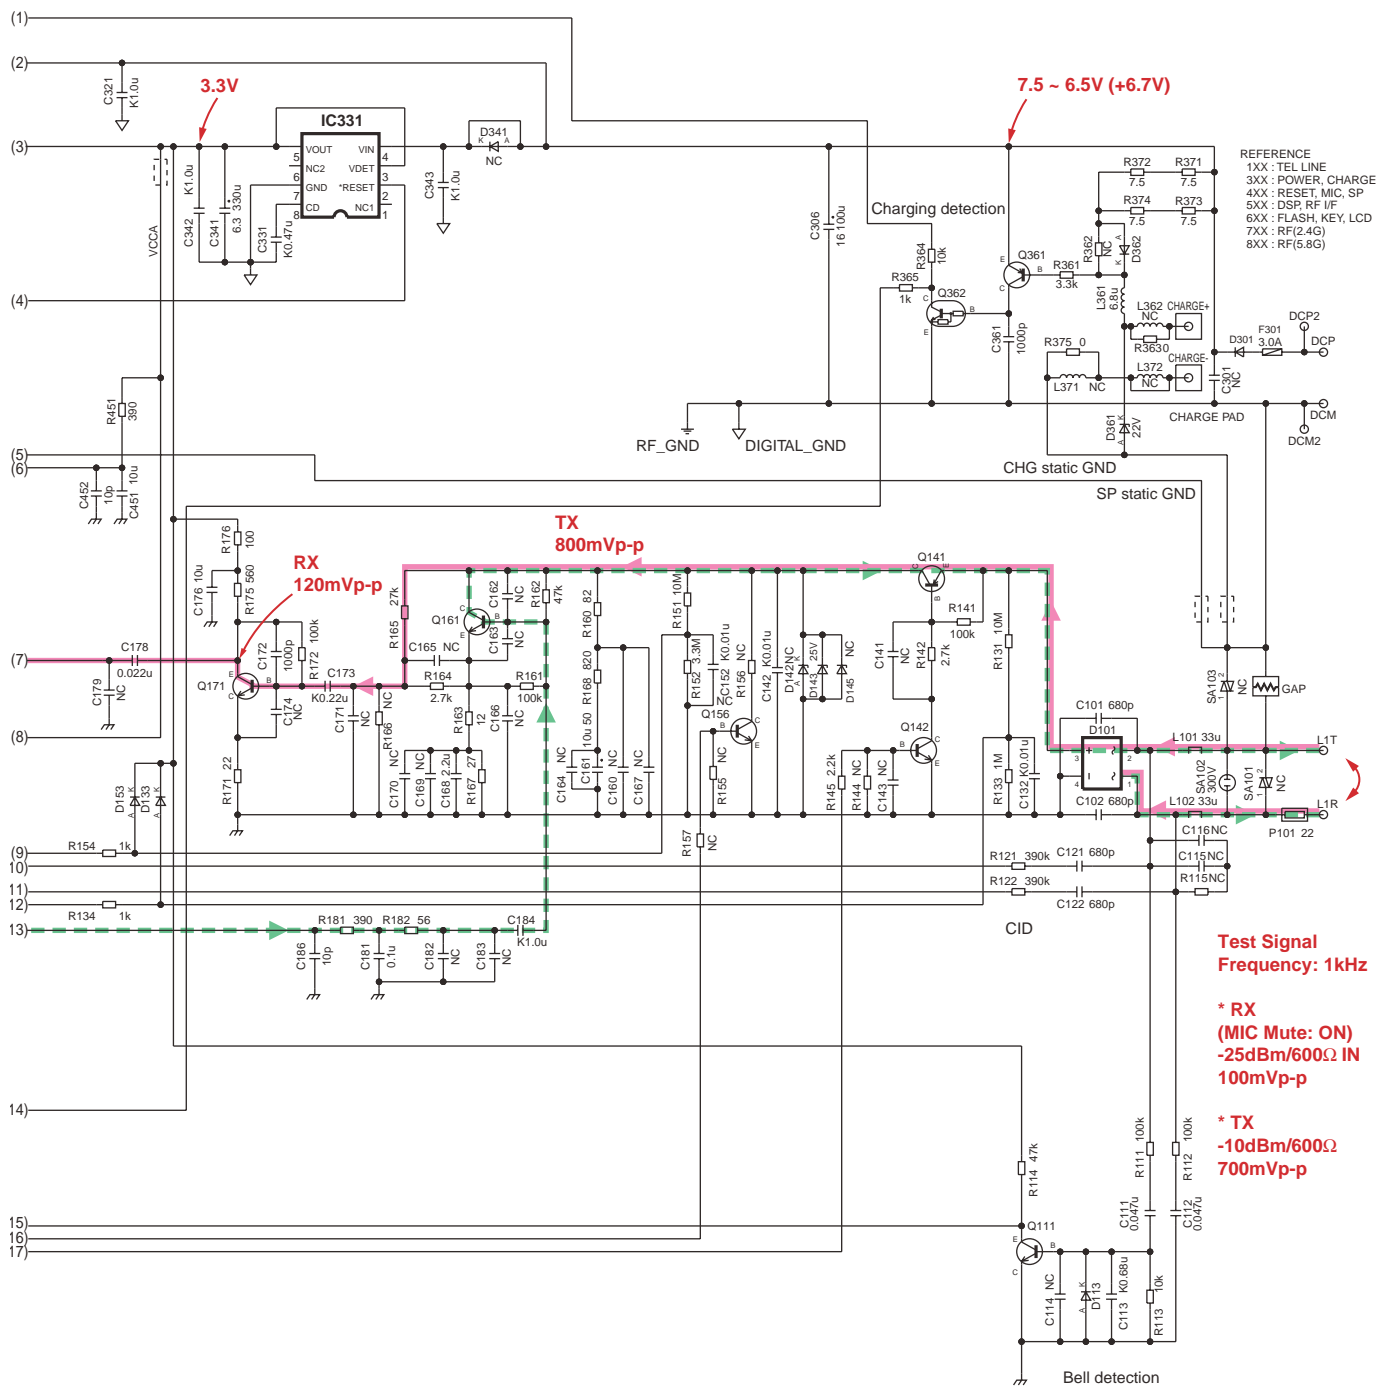 (1)
(2)
C321
K1.0u
3.3V
7.5 ~ 6.5V (+6.7V)
IC331
(3)
VOUT
VIN
5
4
NC2
VDET
6
3
GND
*RESET
7
2
CD
NC1
8
1
D341
K
A
NC
C343
K1.0u
VCCA
K1.0u
C342
6.3 330u
C341
C331
K0.47u
C306
16 100u
Charging detection
R364
10k
R365
1k
Q362
C
B
E
Q361
E
B
C
R361
3.3k
C361
1000p
R372
7.5
R371
7.5
R374
7.5
R373
7.5
R362
NC
A
K
D362
L361
6.8u
L362
NC
CHARGE+
R3630
R375 0
CHARGE-
L371
NC
L372
NC
REFERENCE
1XX : TEL LINE
3XX : POWER, CHARGE
4XX : RESET, MIC, SP
5XX : DSP, RF I/F
6XX : FLASH, KEY, LCD
7XX : RF(2.4G)
8XX : RF(5.8G)
DCP2
DCP
D301
F301
3.0A
C301
NC
DCM
DCM2
CHARGE PAD
D361
K
A
22V
(4)
R451
390
RF_GND
DIGITAL_GND
CHG static GND
SP static GND
(5)
(6)
C452
10p
C451
10u
R176
100
C176 10u
R175 560
RX
120mVp-p
TX
800mVp-p
27k
R165
C172
1000p
R172
100k
C165 NC
Q161
C
B
E
C162
NC
C163
NC
R162
47k
R160 82
R168 820
R151 10M
R152 3.3M
C152 K0.01u
NC
R156 NC
C142 K0.01u
D142
NC
D143 25V
D145
NC
A
K
Q141
C
E
B
R141
100k
R142
2.7k
C141
NC
R131 10M
(7)
C178
0.022u
C179
NC
Q171
E
B
C
C174
NC
C173
K0.22u
C171
NC
R166
NC
R164
2.7k
R163
12
C166
NC
R161
100k
C170 NC
C169 NC
C168 2.2u
R167
27
C164 NC
C161 10u 50
C160 NC
C167 NC
Q156
B
C
E
R155
NC
R157
NC
R145 2.2k
R144 NC
C143 NC
Q142
C
B
E
R133 1M
C132 K0.01u
C101 680p
D101
3
2
4
1
C102 680p
L101 33u
L102 33u
SA103
1
2
NC
GAP
SA102
300V
SA101
2
NC
L1T
L1R
P101 22
C116NC
C115NC
R115NC
(8)
R171 22
D153
D133
A
K
A
K
(9)
R154
1k
10)
11)
12)
R134
1k
R121 390k
C121 680p
R122 390k
C122 680p
CID
13)
R181 390
R182 56
C184
K1.0u
C186
10p
C181
0.1u
C182
NC
C183
NC
Test Signal
Frequency: 1kHz
* RX
(MIC Mute: ON)
-25dBm/600Ω IN
100mVp-p
* TX
-10dBm/600Ω
700mVp-p
14)
R114 47k
R111 100k
R112 100k
C111
0.047u
C112
0.047u
15)
16)
17)
Q111
E
B
C
C114 NC
A
K
D113
C113 K0.68u
R113
10k
Bell detection